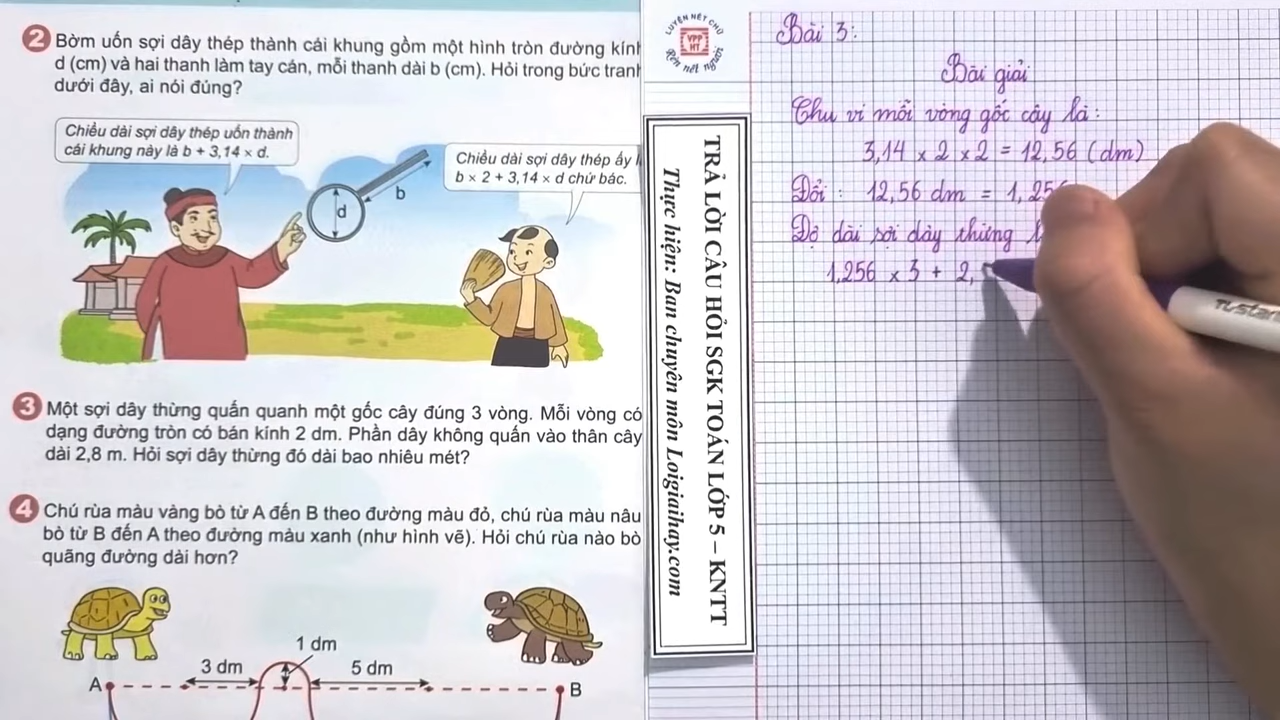 2 Bờm uốn sợi dây thép thành cái khung gồm một hình tròn đường kính
d (cm) và hai thanh làm tay cán, mỗi thanh dài b (cm). Hỏi trong bức tranh
dưới đây, ai nói đúng?
Chiều dài sợi dây thép uốn thành
cái khung này là b + 3,14 × d.
Chiều dài sợi dây thép ấy
b × 2 + 3,14 × d chứ bác.
d
b
3 Một sợi dây thừng quấn quanh một gốc cây đúng 3 vòng. Mỗi vòng có
dạng đường tròn có bán kính 2 dm. Phần dây không quấn vào thân cây
dài 2,8 m. Hỏi sợi dây thừng đó dài bao nhiêu mét?
4 Chú rùa màu vàng bò từ A đến B theo đường màu đỏ, chú rùa màu nâu
bò từ B đến A theo đường màu xanh (như hình vẽ). Hỏi chú rùa nào bò
quãng đường dài hơn?
1 dm
3 dm
5 dm
A
B
LUYỆN NÉT CHỮ
VPP
HT
Rèn nết người
TRẢ LỜI CÂU HỎI SGK TOÁN LỚP 5 – KNTT
Thực hiện: Ban chuyên môn Loigiaihay.com
Bài 3:
Bài giải
Chu vi mỗi vòng gốc cây là:
3,14 × 2 × 2 = 12,56 (dm)
Đổi: 12,56 dm = 1,256
Độ dài sợi dây thừng
1,256 × 3 + 2,
TLstar